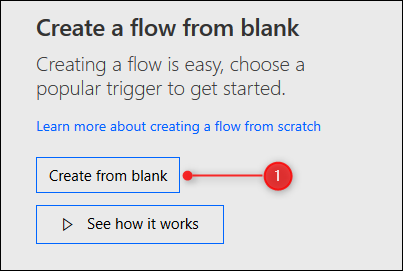 Create a flow from blank
Creating a flow is easy, choose a
popular trigger to get started.
Learn more about creating a flow from scratch
Create from blank
1
See how it works